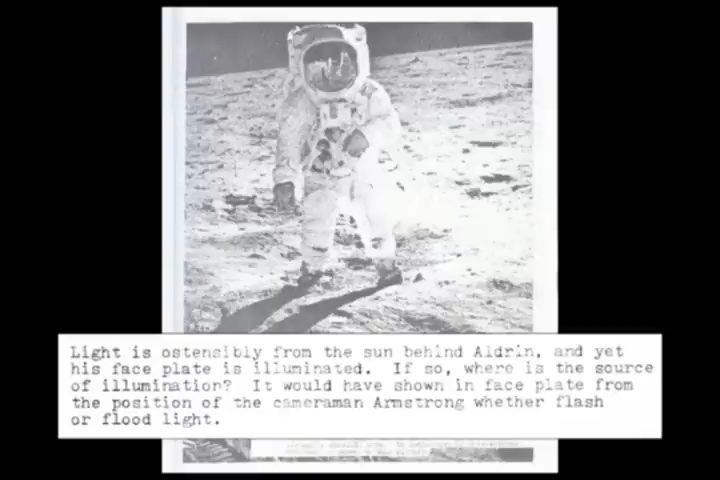 Light is ostensibly from the sun behind Aldrin, and yet
his face plate is illuminated. If so, where is the source
of illumination? It would have shown in face plate from
the position of the cameraman Armstrong whether flash
or flood light.